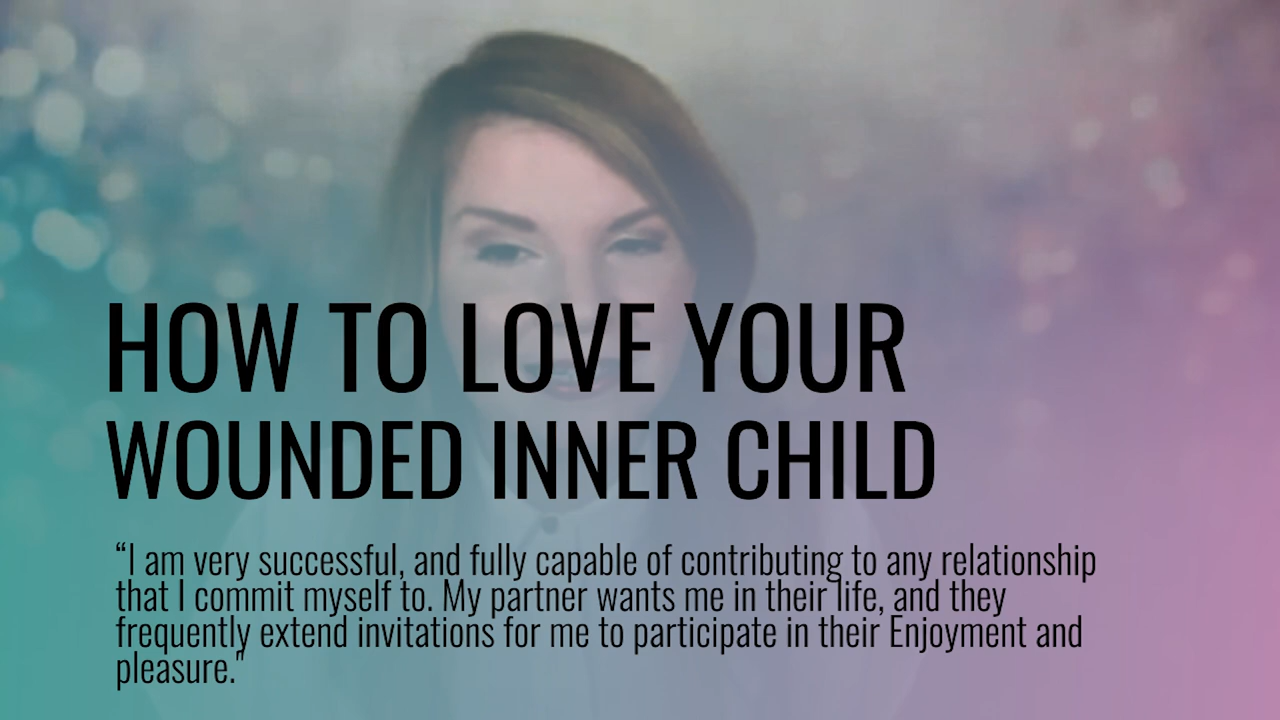 HOW TO LOVE YOUR
WOUNDED INNER CHILD
“I am very successful, and fully capable of contributing to any relationship
that I commit myself to. My partner wants me in their life, and they
frequently extend invitations for me to participate in their Enjoyment and
pleasure."